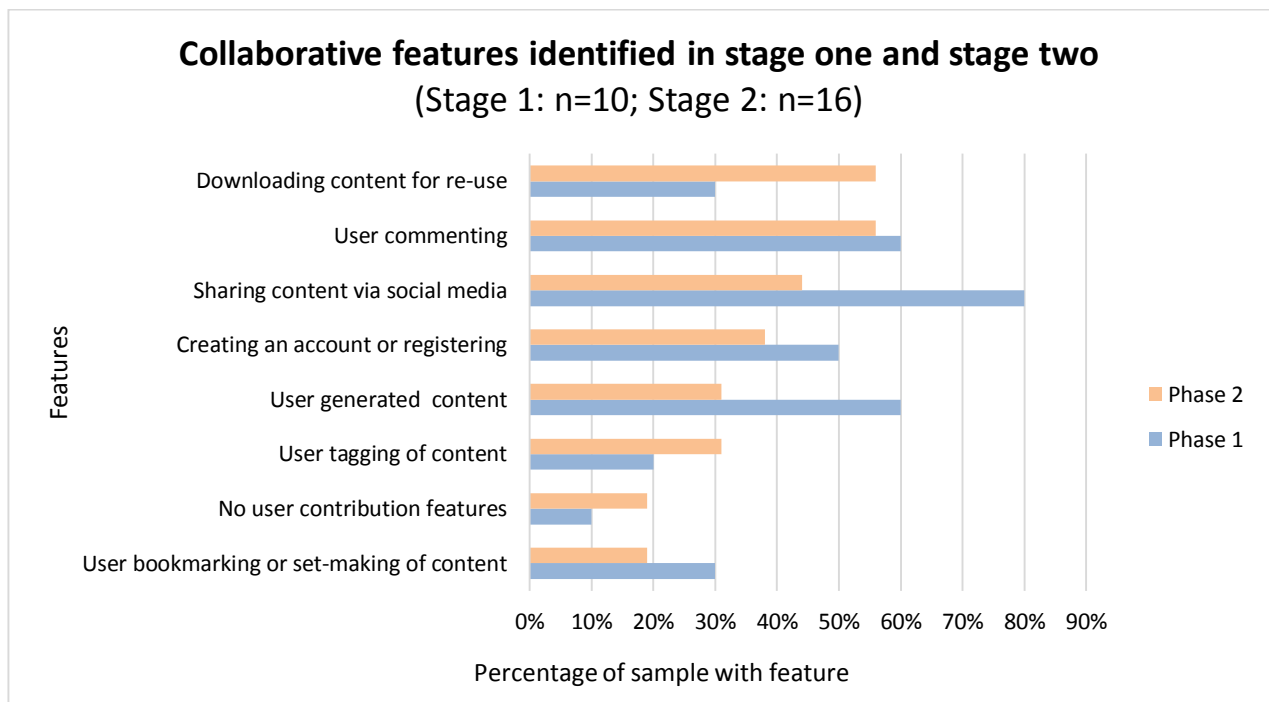 Collaborative features identified in stage one and stage two
(Stage 1: n=10; Stage 2: n=16)
Features
Downloading content for re-use
User commenting
Sharing content via social media
Creating an account or registering
User generated  content
User tagging of content
No user contribution features
User bookmarking or set-making of content
0% 10% 20% 30% 40% 50% 60% 70% 80% 90%
Percentage of sample with feature
Phase 2
Phase 1